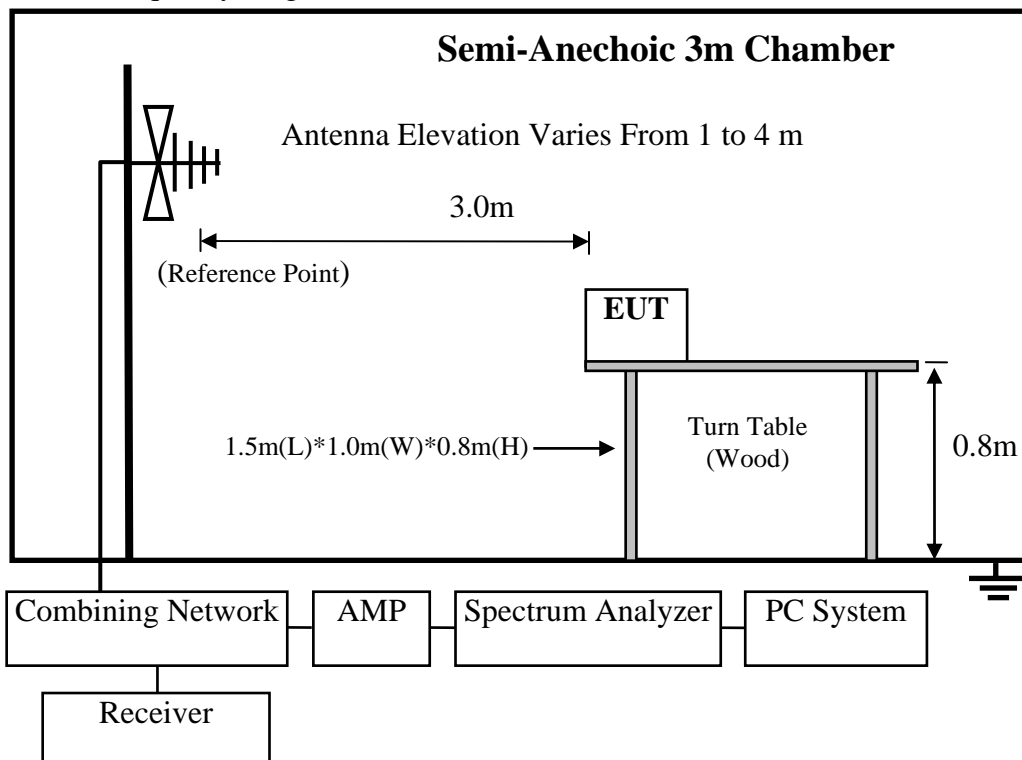 Semi-Anechoic 3m Chamber
Antenna Elevation Varies From 1 to 4 m
3.0m
(Reference Point)
EUT
1.5m(L)*1.0m(W)*0.8m(H)
Turn Table
(Wood)
0.8m
Combining Network
AMP
Spectrum Analyzer
PC System
Receiver